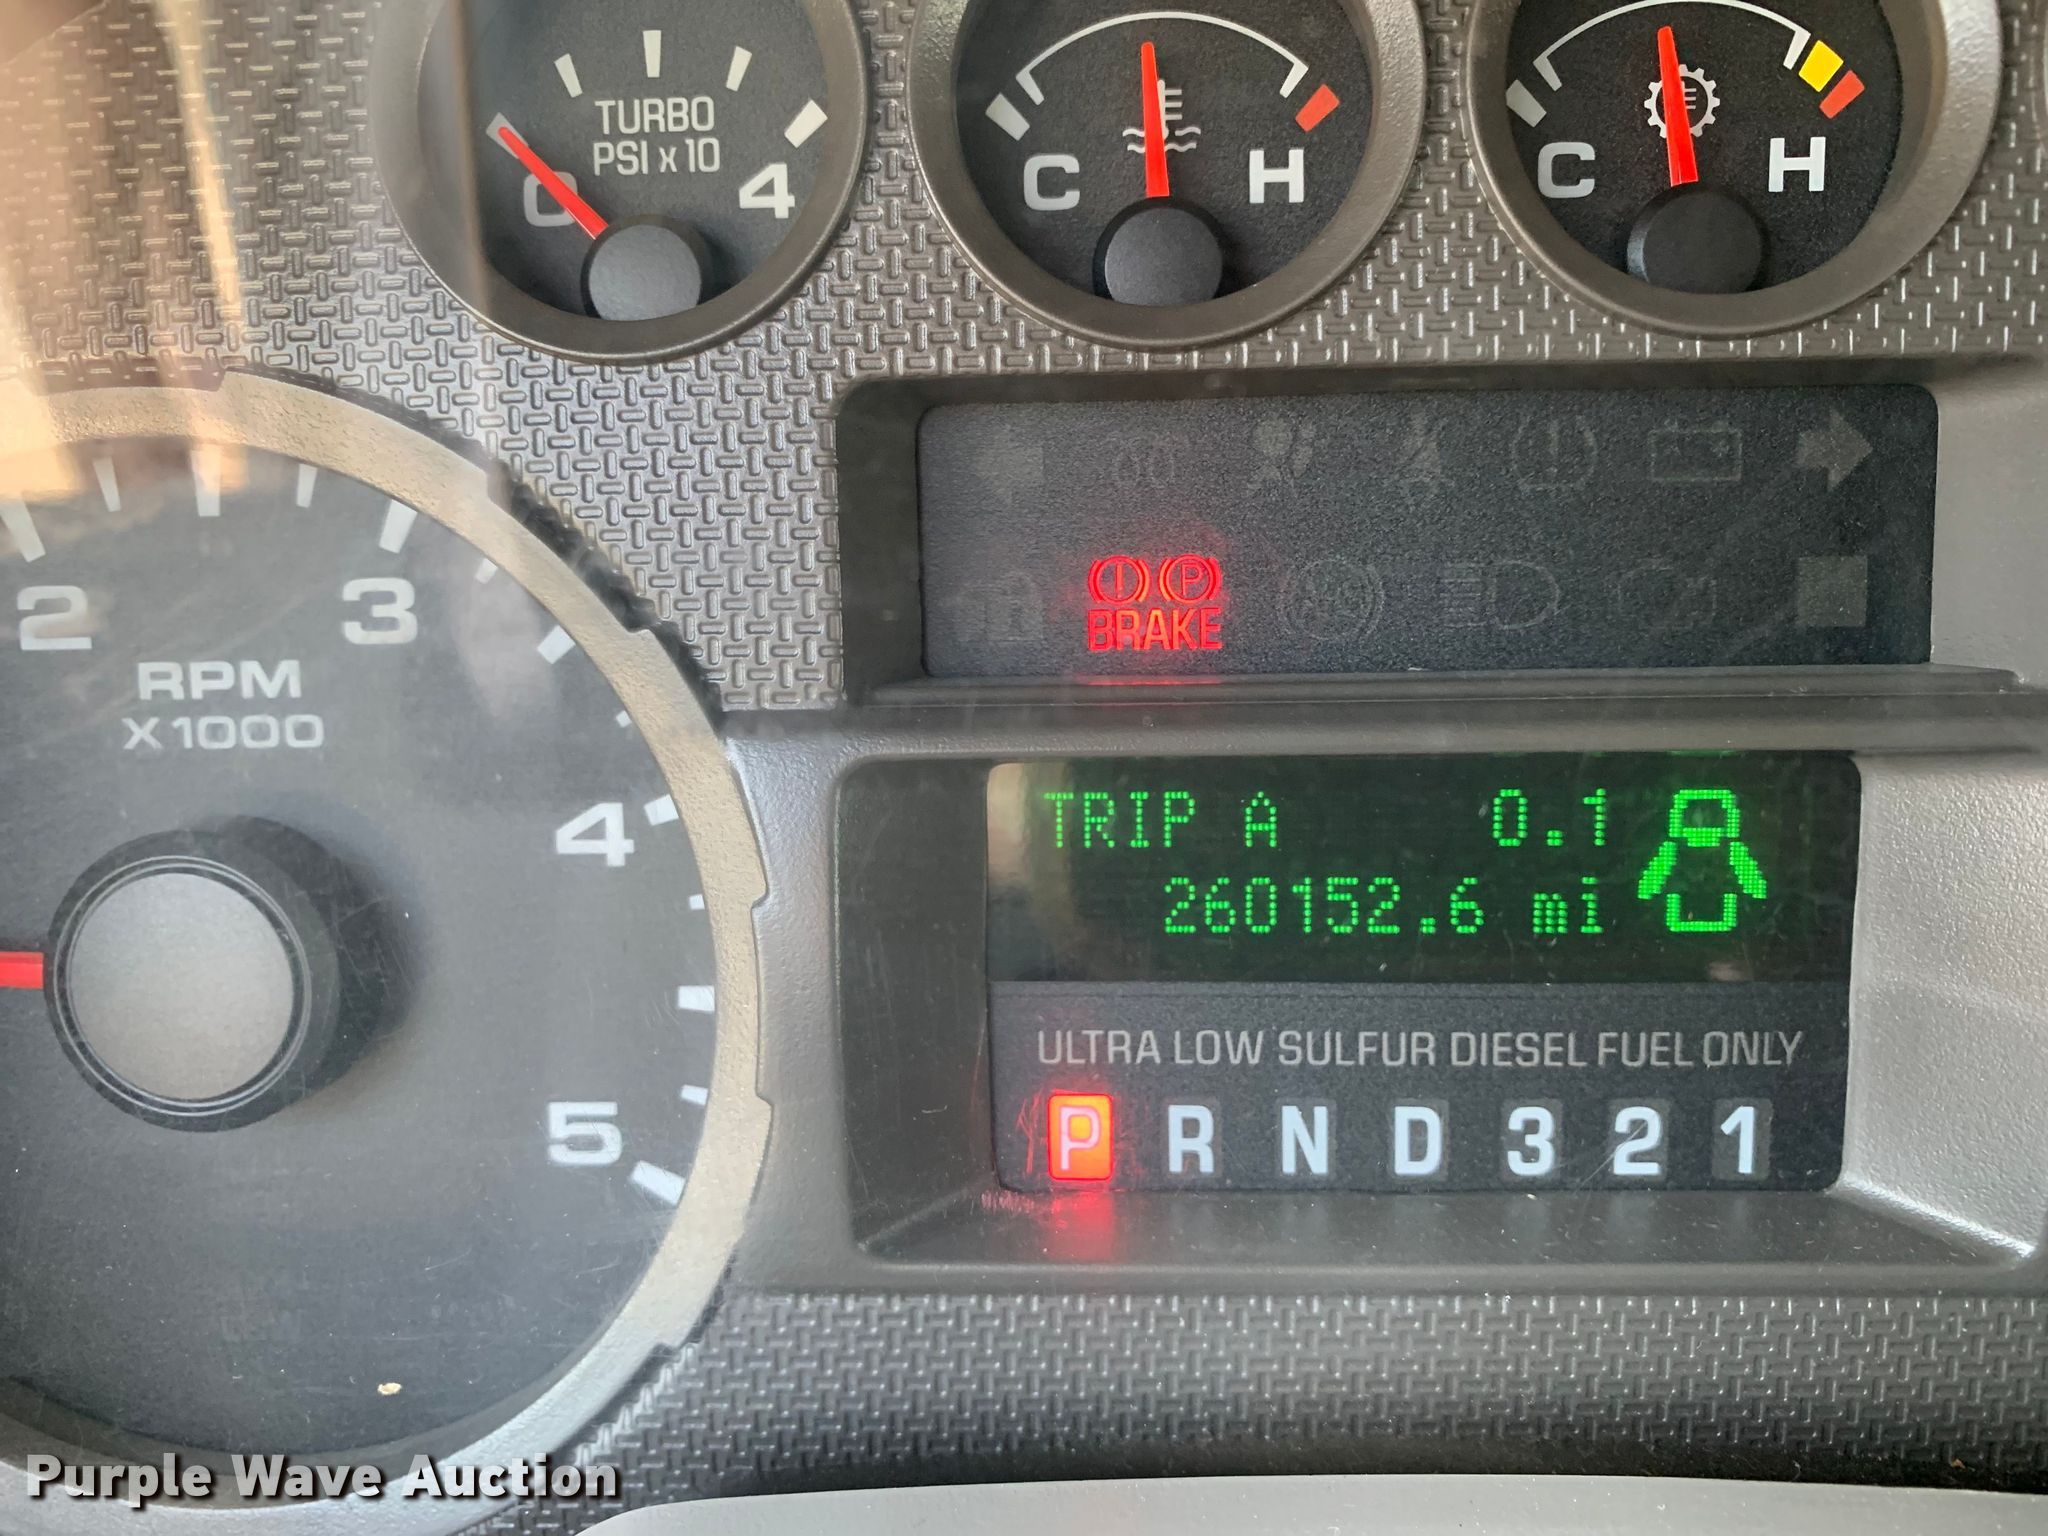 TURBO
PSI x 10
0
4
C
H
C
H
BRAKE
2
3
RPM
X 1000
4
5
TRIP A 0.1
260152.6 mi
ULTRA LOW SULFUR DIESEL FUEL ONLY
P R N D 3 2 1
Purple Wave Auction